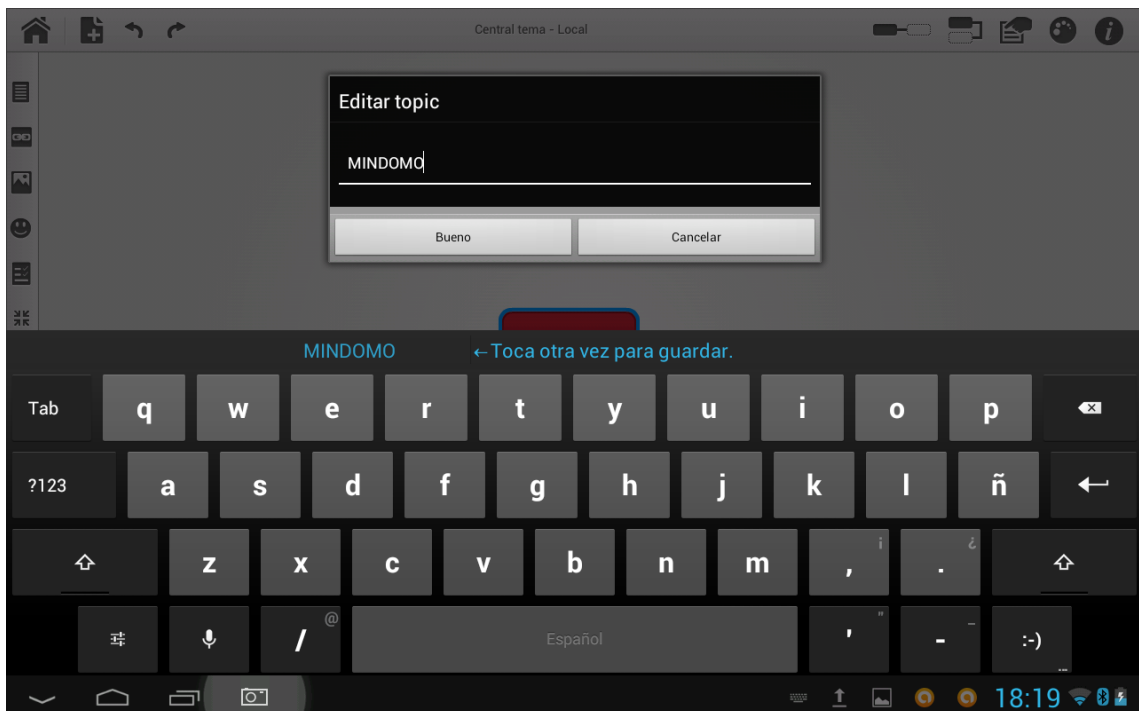 Central tema - Local
Editar topic
MINDOMO
Bueno Cancelar
MINDOMO ←Toca otra vez para guardar.
Tab q w e r t y u i o p
?123 a s d f g h j k l ñ
z x c v b n m , ¡ . ¿
/ @ Español ' " - _ :-) ...
18:19